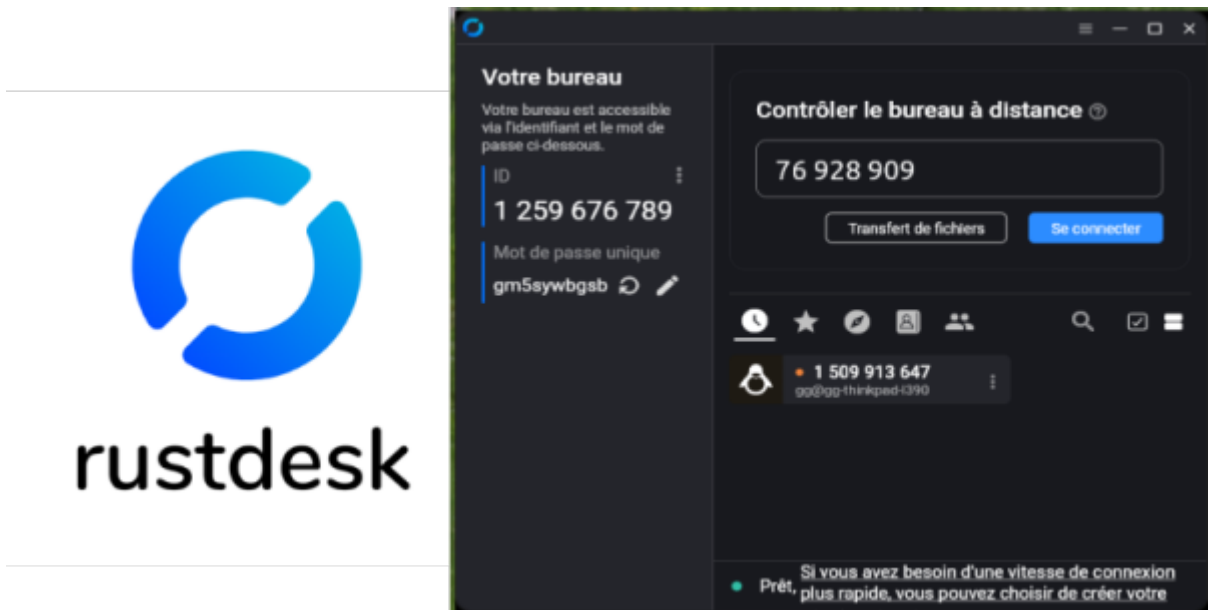 rustdesk
Votre bureau
Votre bureau est accessible
via l'identifiant et le mot de
passe ci-dessous.
ID
1 259 676 789
Mot de passe unique
gm5sywbgsb
Contrôler le bureau à distance
76 928 909
Transfert de fichiers
Se connecter
1 509 913 647
gg@gg-thinkpad-l390
Prêt, Si vous avez besoin d'une vitesse de connexion
plus rapide, vous pouvez choisir de créer votre